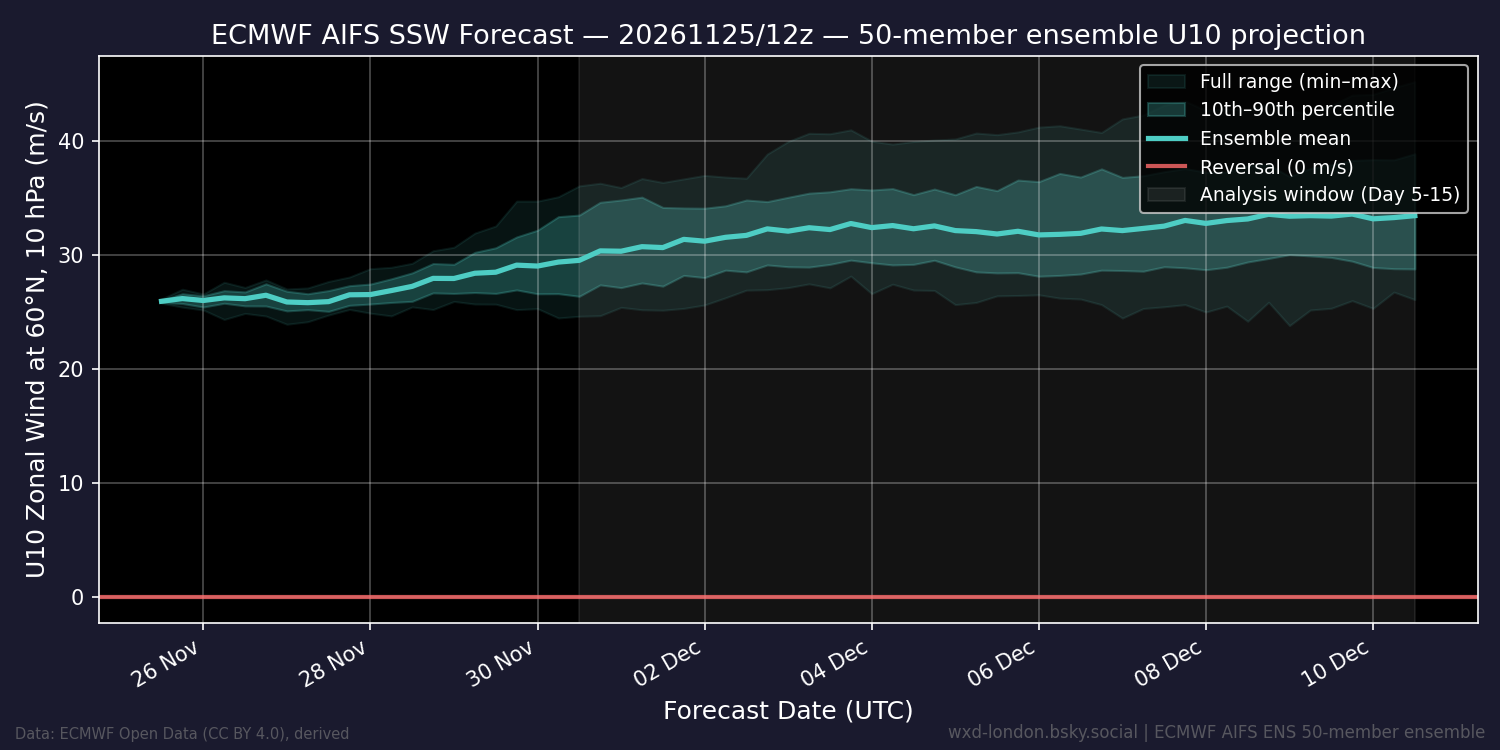 ECMWF AIFS SSW Forecast — 20261125/12z — 50-member ensemble U10 projection
Full range (min–max)
10th–90th percentile
Ensemble mean
Reversal (0 m/s)
Analysis window (Day 5-15)
U10 Zonal Wind at 60°N, 10 hPa (m/s)
40
30
20
10
0
26 Nov
28 Nov
30 Nov
02 Dec
04 Dec
06 Dec
08 Dec
10 Dec
Forecast Date (UTC)
Data: ECMWF Open Data (CC BY 4.0), derived
wxd-london.bsky.social | ECMWF AIFS ENS 50-member ensemble